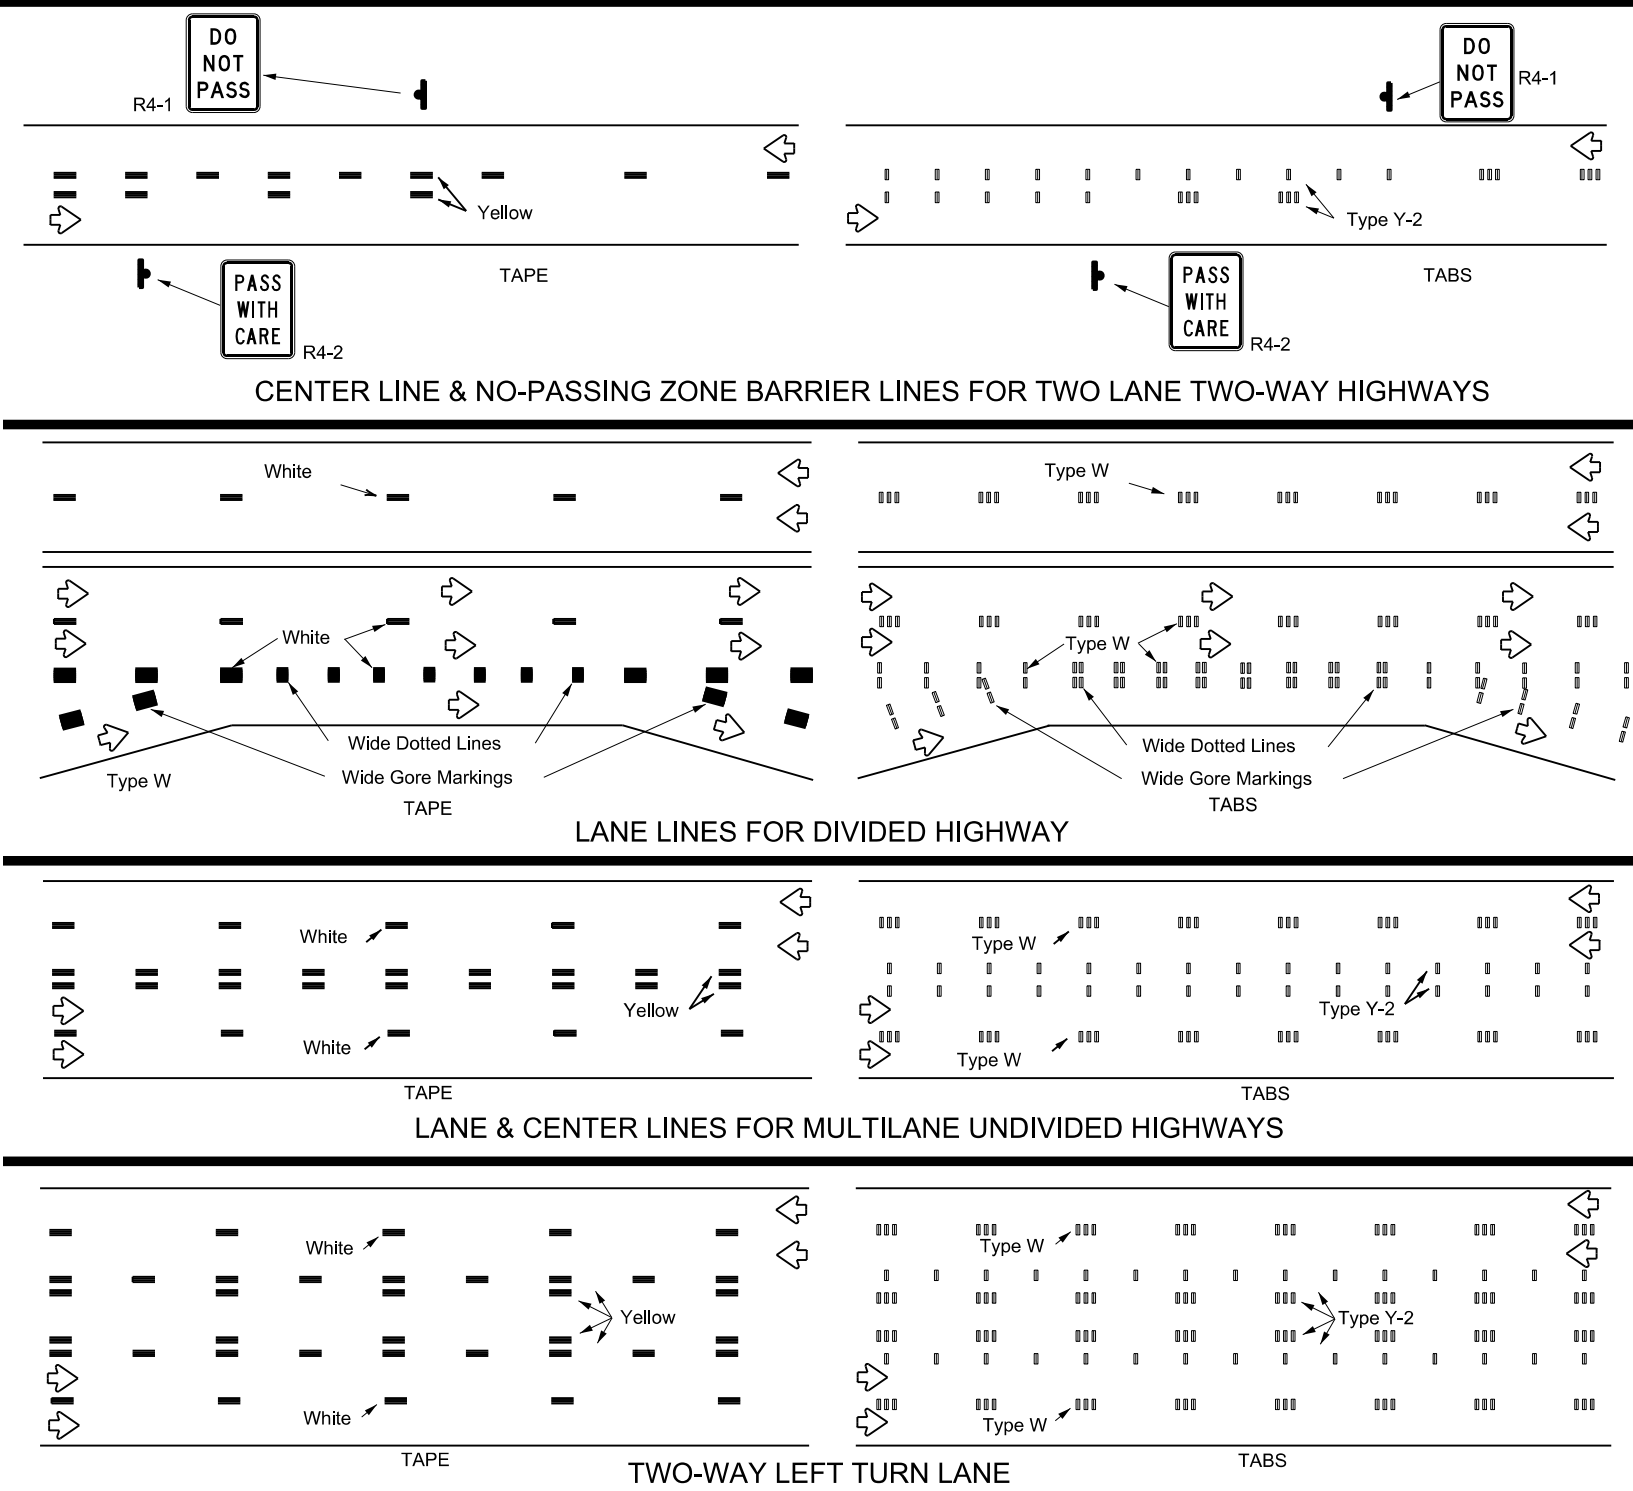 DO
NOT
PASS
R4-1
DO
NOT
PASS
R4-1
Yellow
Type Y-2
PASS
WITH
CARE
R4-2
TAPE
PASS
WITH
CARE
R4-2
TABS
CENTER LINE & NO-PASSING ZONE BARRIER LINES FOR TWO LANE TWO-WAY HIGHWAYS
White
Type W
White
Type W
Wide Dotted Lines
Wide Gore Markings
Type W
TAPE
Wide Dotted Lines
Wide Gore Markings
TABS
LANE LINES FOR DIVIDED HIGHWAY
White
Type W
Yellow
Type Y-2
White
Type W
TAPE
TABS
LANE & CENTER LINES FOR MULTILANE UNDIVIDED HIGHWAYS
White
Type W
Yellow
Type Y-2
White
Type W
TAPE
TABS
TWO-WAY LEFT TURN LANE